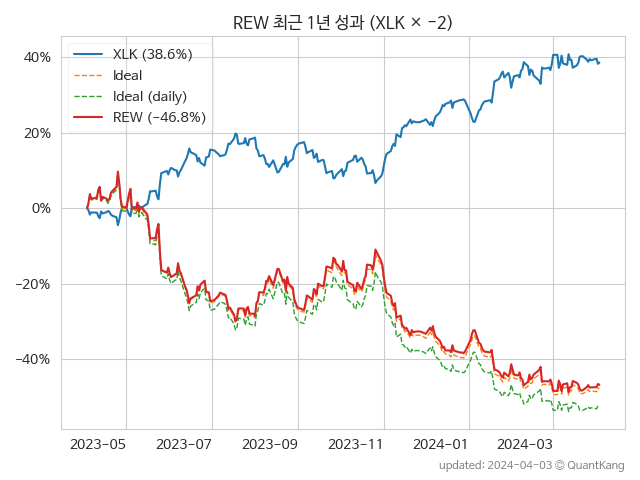 REW 최근 1년 성과 (XLK × −2)
XLK (38.6%)
Ideal
Ideal (daily)
REW (−46.8%)
40%
20%
0%
−20%
−40%
2023-05 2023-07 2023-09 2023-11 2024-01 2024-03
updated: 2024-04-03 © QuantKang